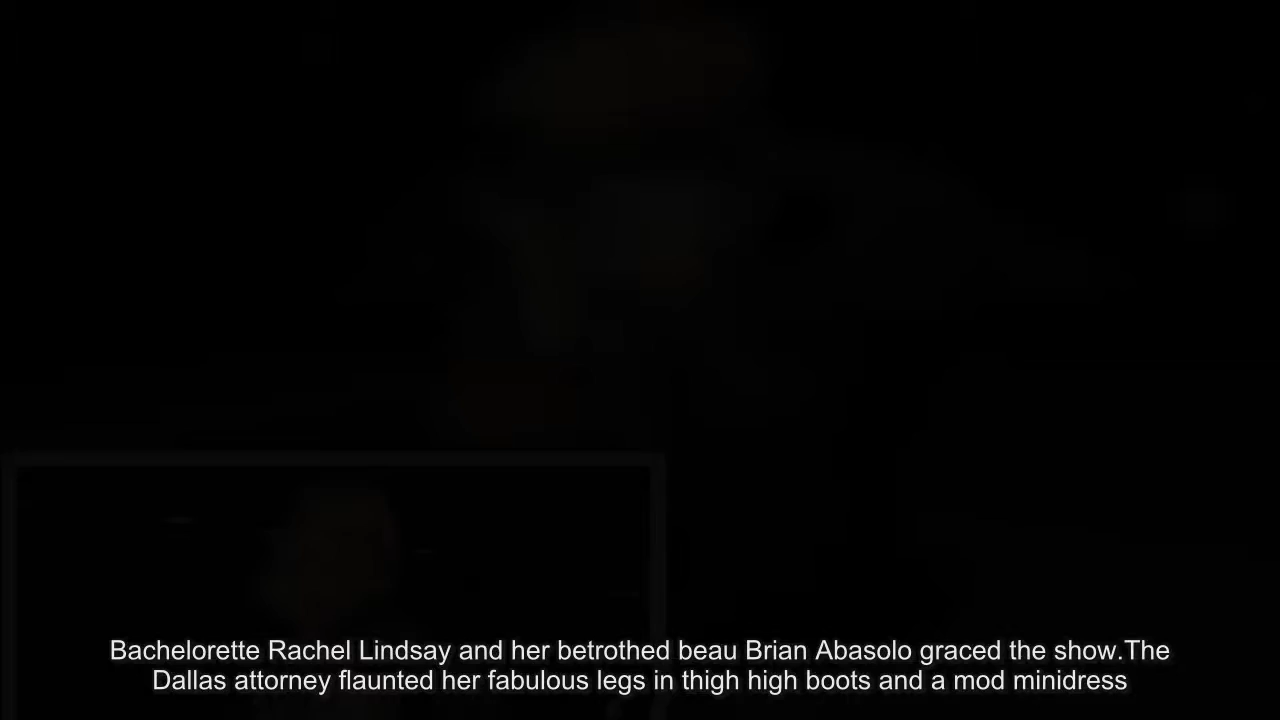 Bachelorette Rachel Lindsay and her betrothed beau Brian Abasolo graced the show.The
Dallas attorney flaunted her fabulous legs in thigh high boots and a mod minidress